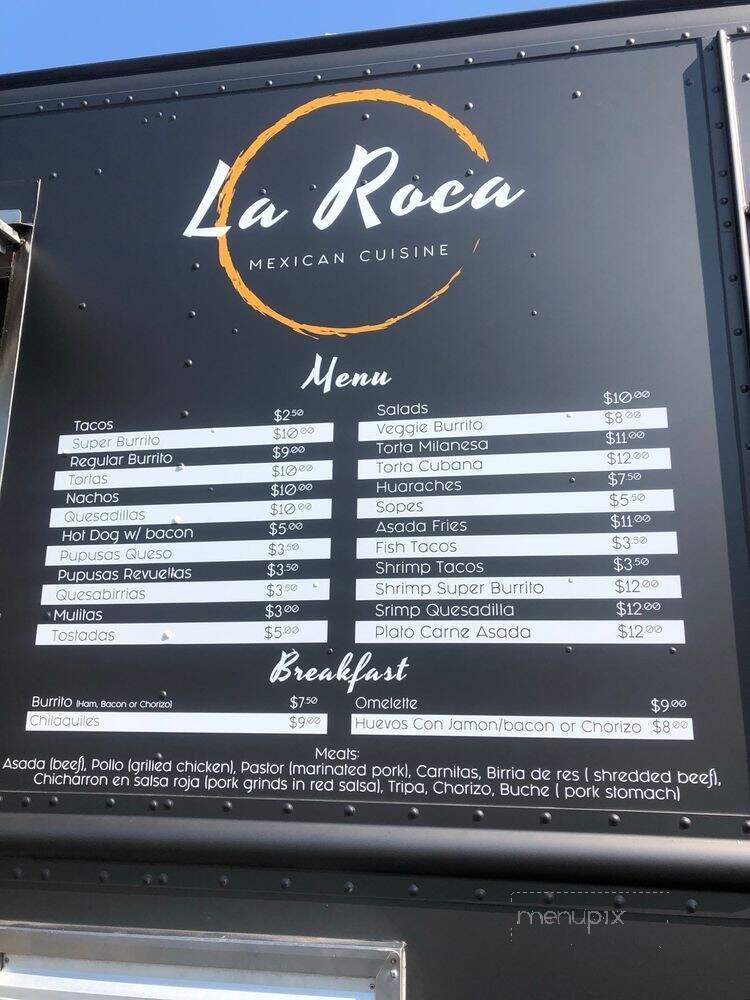 La Roca
MEXICAN CUISINE
Menu
Tacos $2.50
Super Burrito $10.00
Regular Burrito $9.00
Tortas $10.00
Nachos $10.00
Quesadillas $10.00
Hot Dog w/ bacon $5.00
Pupusas Queso $3.50
Pupusas Revueltas $3.50
Quesabirrias $3.50
Mulitas $3.00
Tostadas $5.00
Salads $10.00
Veggie Burrito $8.00
Torta Milanesa $11.00
Torta Cubana $12.00
Huaraches $7.50
Sopes $5.50
Asada Fries $11.00
Fish Tacos $3.50
Shrimp Tacos $3.50
Shrimp Super Burrito $12.00
Srimp Quesadilla $12.00
Plato Carne Asada $12.00
Breakfast
Burrito (Ham, Bacon or Chorizo) $7.50
Chilaquiles $9.00
Omelette $9.00
Huevos Con Jamon/bacon or Chorizo $8.00
Meats:
Asada (beef), Pollo (grilled chicken), Pastor (marinated pork), Carnitas, Birria de res ( shredded beef),
Chicharron en salsa roja (pork grinds in red salsa), Tripa, Chorizo, Buche ( pork stomach)
menupix